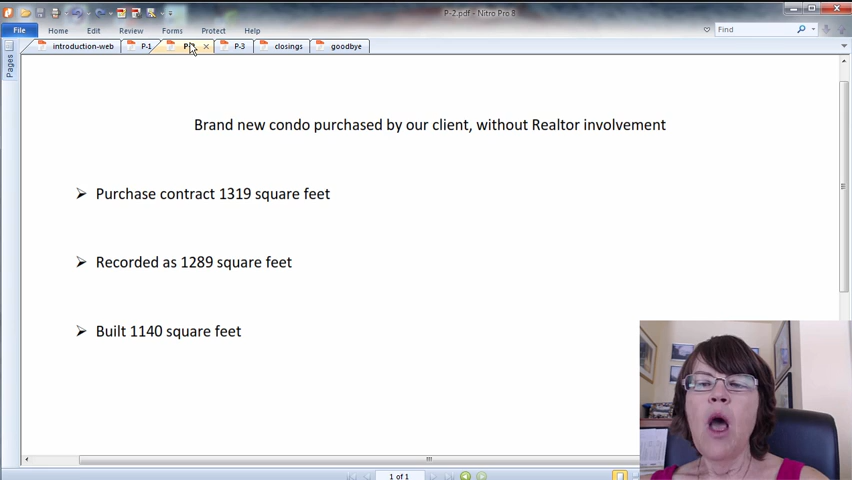 P-2.pdf - Nitro Pro 8
File Home Edit Review Forms Protect Help
Find
introduction-web P-1 P-3 closings goodbye
Pages
Brand new condo purchased by our client, without Realtor involvement
➢ Purchase contract 1319 square feet
➢ Recorded as 1289 square feet
➢ Built 1140 square feet
1 of 1